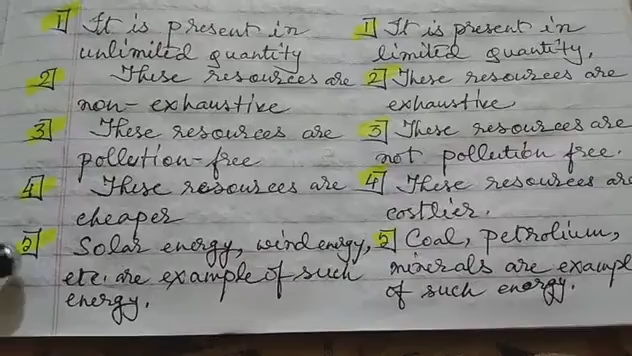 1] It is present in
unlimited quantity
2] These resources are
non-exhaustive
3] These resources are
pollution-free
4] These resources are
cheaper
5] Solar energy, wind energy,
etc. are example of such
energy.
1] It is present in
limited quantity.
2] These resources are
exhaustive
3] These resources are
not pollution free.
4] These resources are
costlier.
5] Coal, petrolium,
minerals are exampl
of such energy.